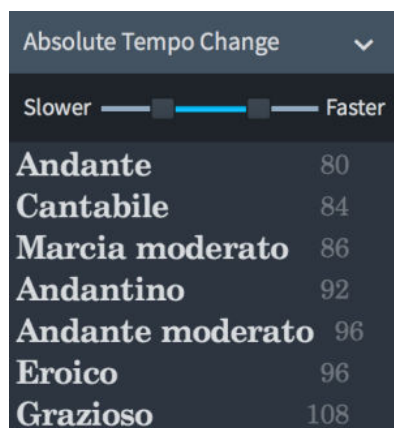 Absolute Tempo Change
Slower Faster
Andante 80
Cantabile 84
Marcia moderato 86
Andantino 92
Andante moderato 96
Eroico 96
Grazioso 108